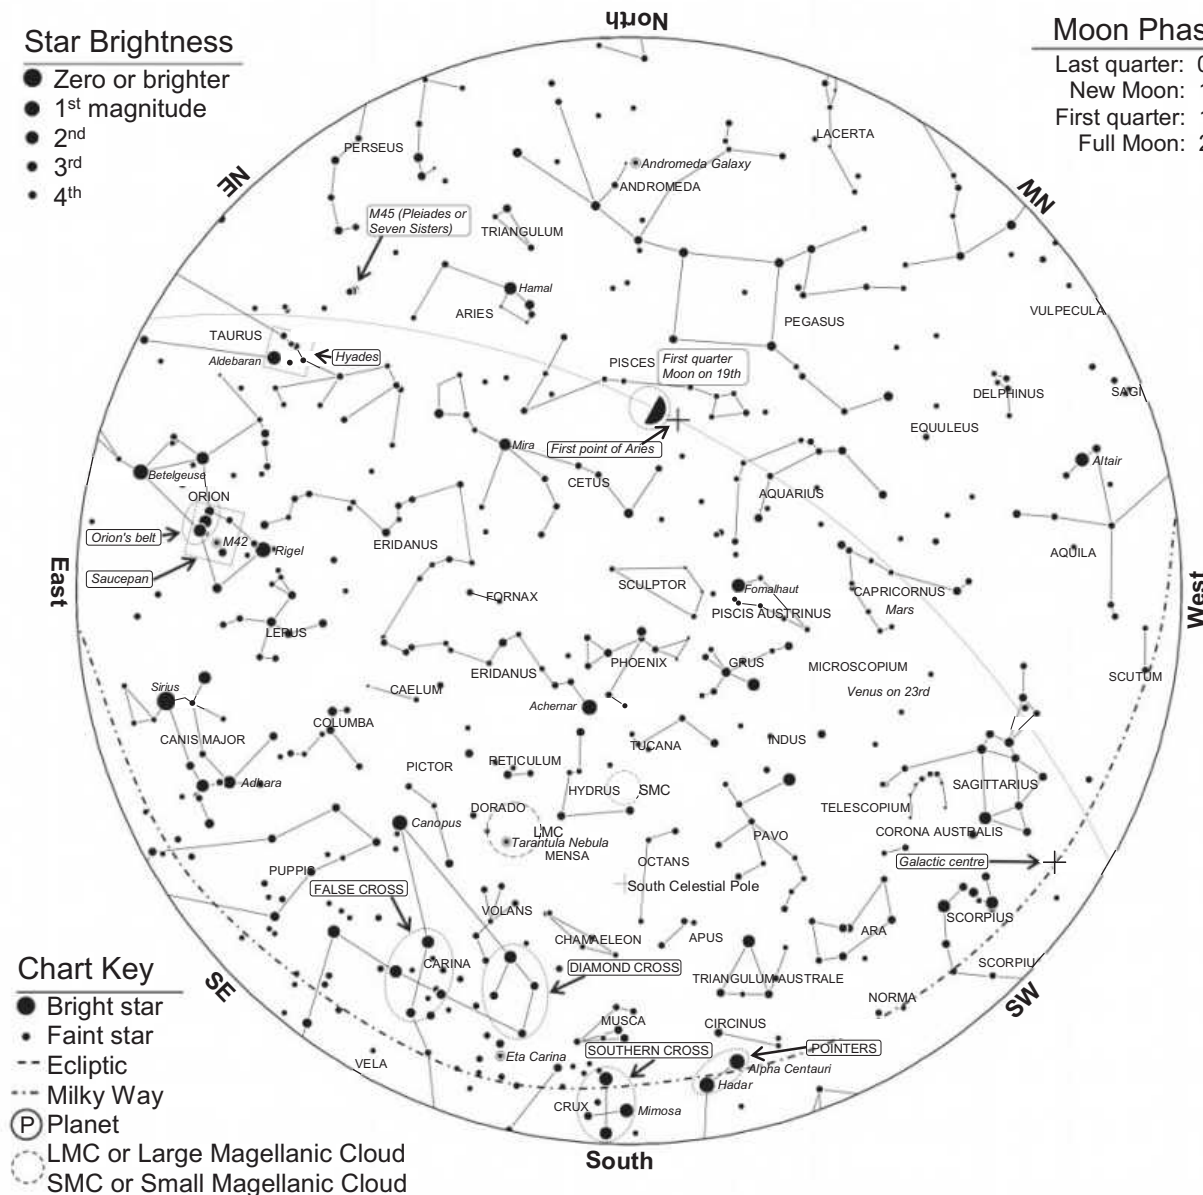 North
Star Brightness
Zero or brighter
1st magnitude
2nd
3rd
4th
Moon Phas
Last quarter:
New Moon: 1
First quarter: 1
Full Moon: 2
NE
NW
PERSEUS
LACERTA
Andromeda Galaxy
ANDROMEDA
M45 (Pleiades or
Seven Sisters)
TRIANGULUM
Hamal
ARIES
VULPECULA
PEGASUS
TAURUS
Aldebaran
Hyades
PISCES
First quarter
Moon on 19th
DELPHINUS
SAGI
EQUULEUS
First point of Aries
Mira
CETUS
Altair
Betelgeuse
AQUARIUS
ORION
Orion's belt
M42
Rigel
ERIDANUS
AQUILA
Saucepan
East
West
SCULPTOR
Fomalhaut
CAPRICORNUS
FORNAX
PISCIS AUSTRINUS
Mars
LEPUS
PHOENIX
GRUS
MICROSCOPIUM
ERIDANUS
SCUTUM
Sirius
CAELUM
Achernar
Venus on 23rd
COLUMBA
CANIS MAJOR
TUCANA
INDUS
RETICULUM
PICTOR
Adhara
HYDRUS
SMC
SAGITTARIUS
DORADO
TELESCOPIUM
Canopus
LMC
Tarantula Nebula
MENSA
PAVO
CORONA AUSTRALIS
OCTANS
Galactic centre
PUPPIS
FALSE CROSS
South Celestial Pole
VOLANS
SCORPIUS
CHAMAELEON
APUS
ARA
CARINA
DIAMOND CROSS
TRIANGULUM AUSTRALE
SCORPIU
SE
SW
NORMA
MUSCA
CIRCINUS
Eta Carina
SOUTHERN CROSS
POINTERS
VELA
Alpha Centauri
Hadar
CRUX
Mimosa
South
Chart Key
Bright star
Faint star
Ecliptic
Milky Way
P Planet
LMC or Large Magellanic Cloud
SMC or Small Magellanic Cloud